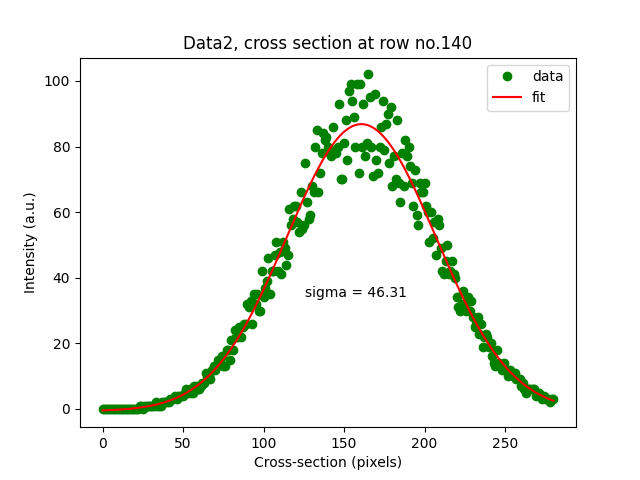 Data2, cross section at row no.140
data
fit
100
80
60
40
20
0
Intensity (a.u.)
sigma = 46.31
0
50
100
150
200
250
Cross-section (pixels)